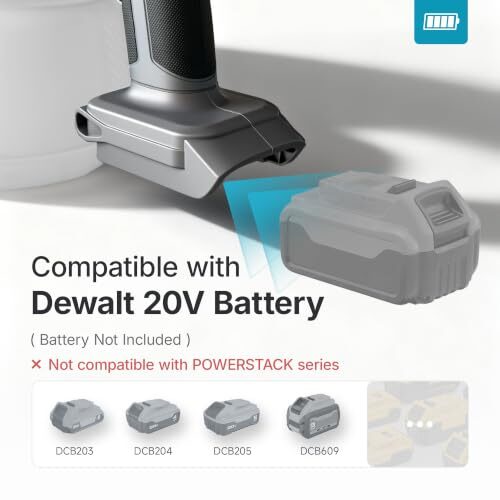 Compatible with
Dewalt 20V Battery
( Battery Not Included )
× Not compatible with POWERSTACK series
DCB203
DCB204
DCB205
DCB609